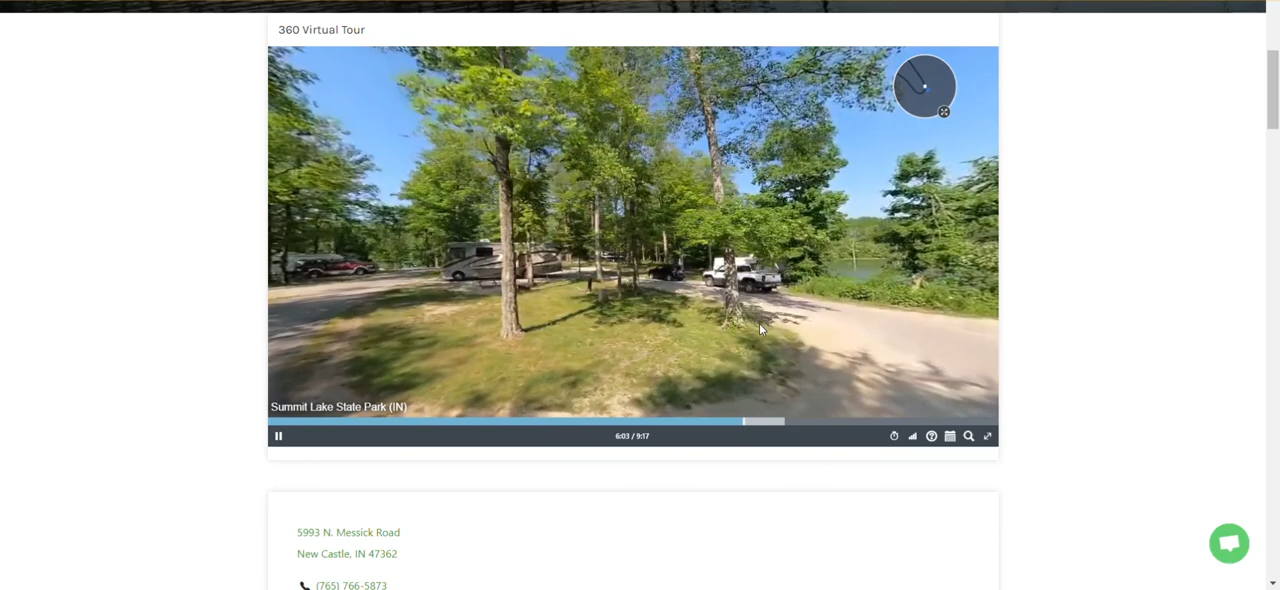 360 Virtual Tour
Summit Lake State Park (IN)
6:03 / 9:17
5993 N. Messick Road
New Castle, IN 47362
(765) 766-5873